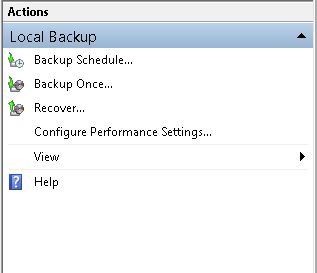 Actions
Local Backup
Backup Schedule...
Backup Once...
Recover...
Configure Performance Settings...
View
Help